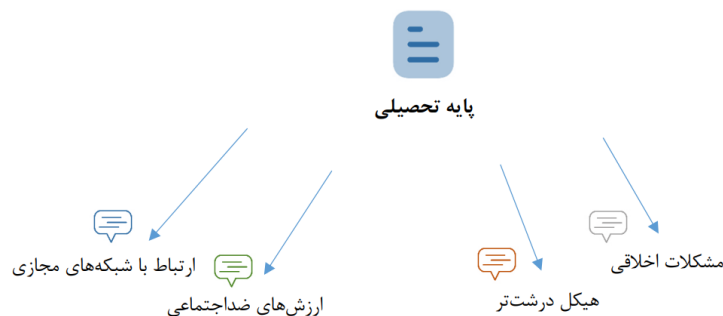 پایه تحصیلی
مشکلات اخلاقی
ارتباط با شبکه‌های مجازی
هیکل درشت‌تر
ارزش‌های ضداجتماعی